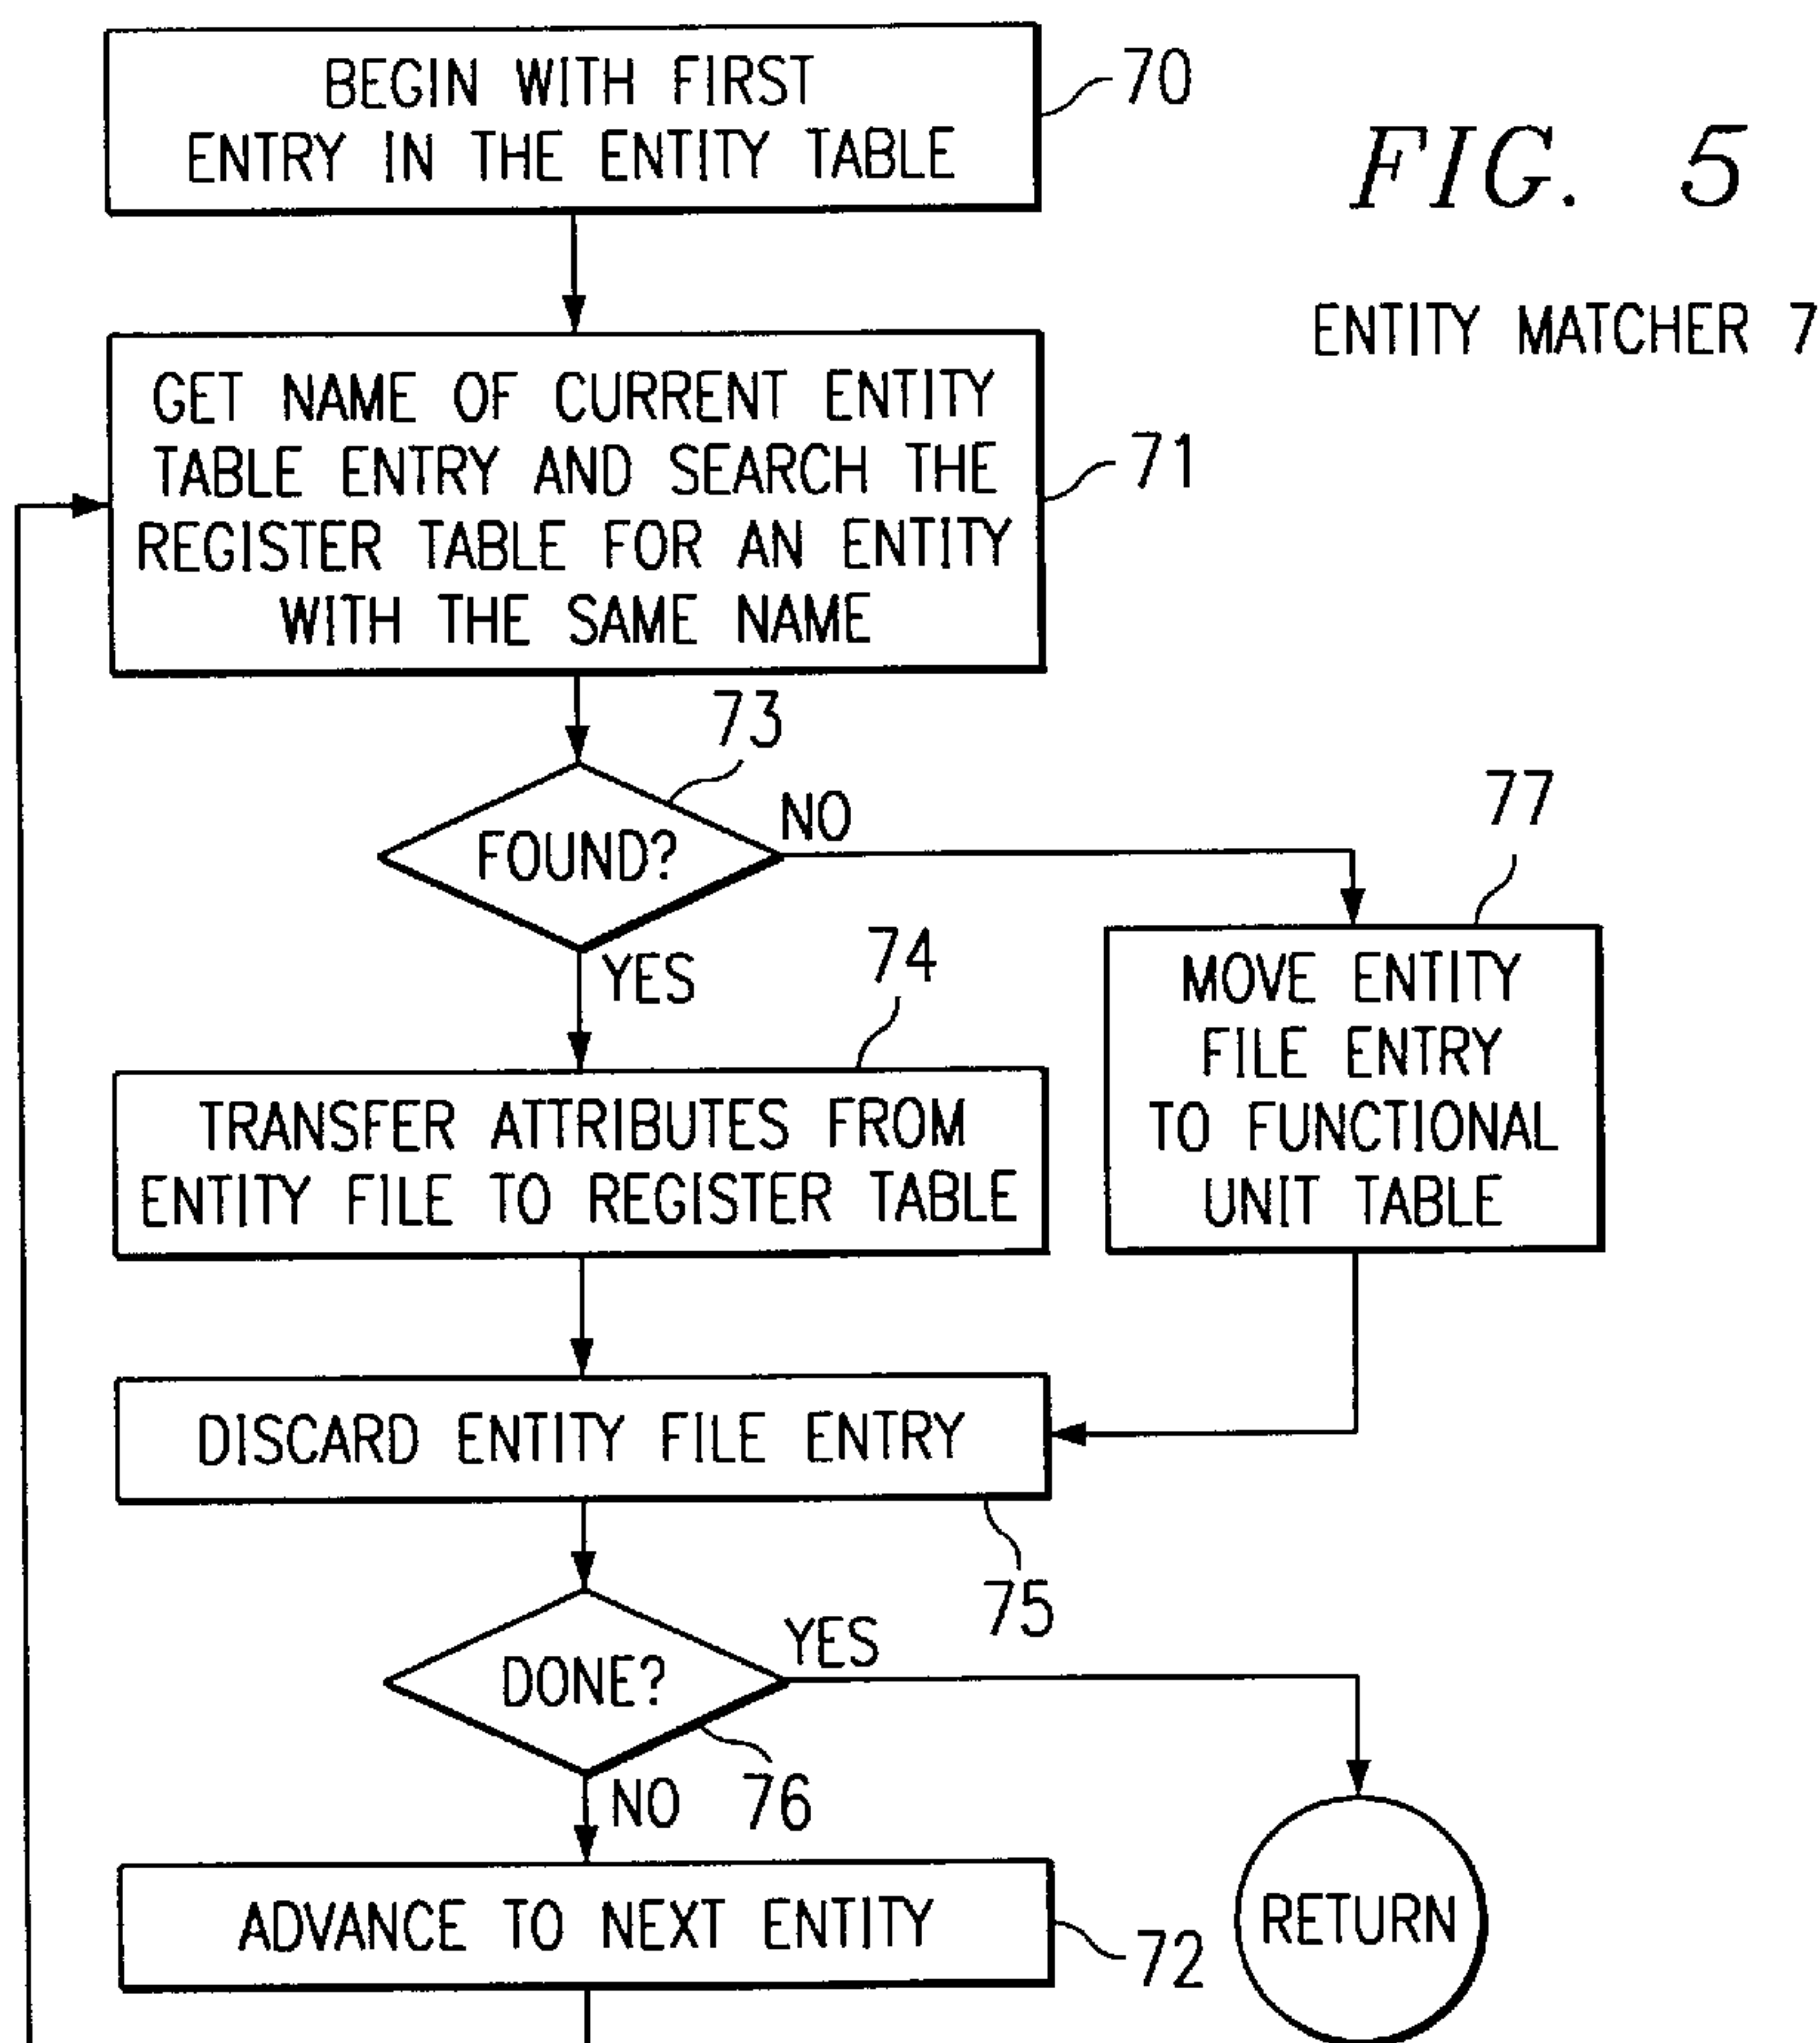 BEGIN WITH FIRST
ENTRY IN THE ENTITY TABLE
70
FIG. 5
ENTITY MATCHER 7
GET NAME OF CURRENT ENTITY
TABLE ENTRY AND SEARCH THE
REGISTER TABLE FOR AN ENTITY
WITH THE SAME NAME
71
73
FOUND?
NO
YES
77
MOVE ENTITY
FILE ENTRY
TO FUNCTIONAL
UNIT TABLE
74
TRANSFER ATTRIBUTES FROM
ENTITY FILE TO REGISTER TABLE
DISCARD ENTITY FILE ENTRY
75
DONE?
YES
NO
76
ADVANCE TO NEXT ENTITY
72
RETURN